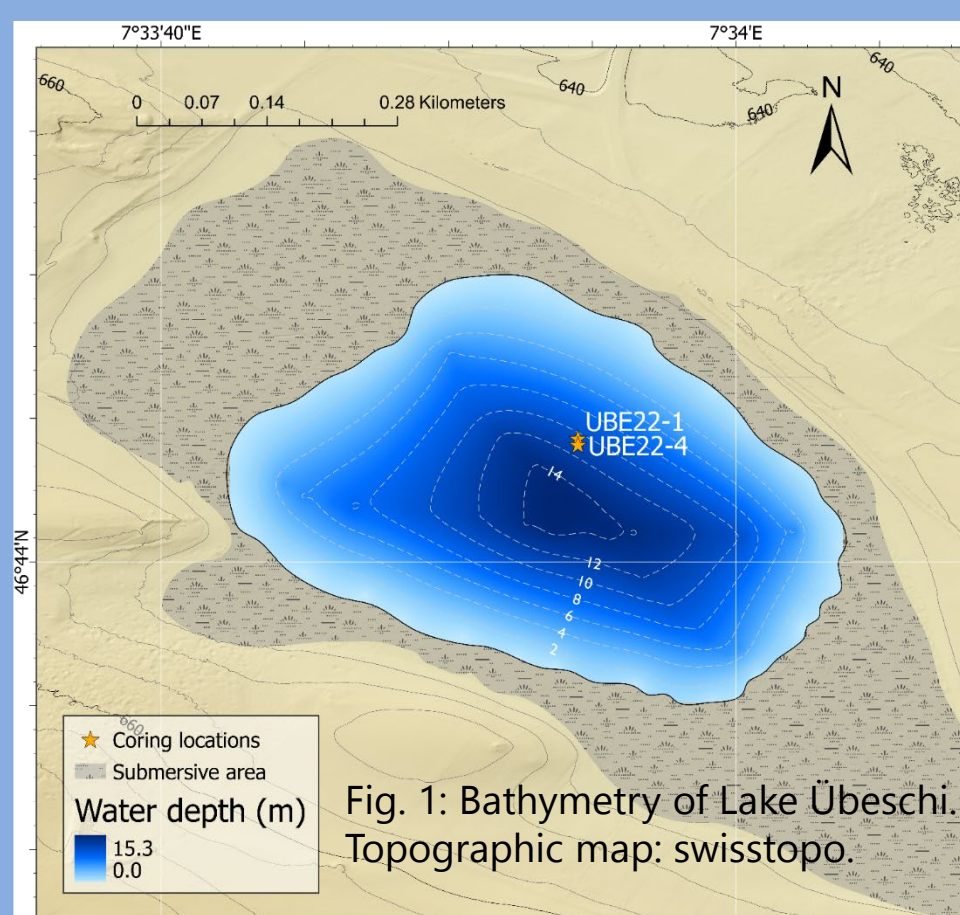 7°33'40"E
7°34'E
660
640
640
640
N
0 0.07 0.14 0.28 Kilometers
UBE22-1
UBE22-4
14
46°44'N
12
10
8
6
4
2
660
Coring locations
Submersive area
Water depth (m)
15.3
0.0
Fig. 1: Bathymetry of Lake Übeschi.
Topographic map: swisstopo.